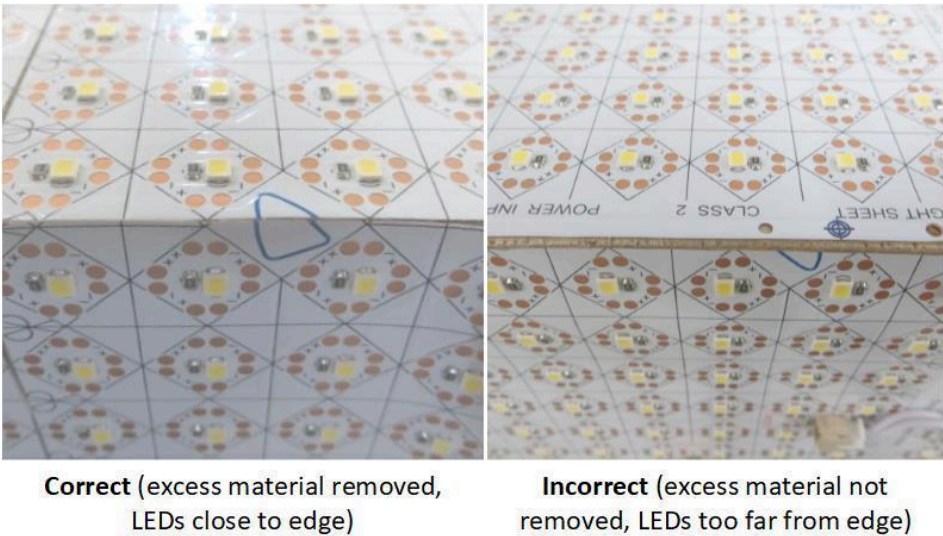 POWER INP
CLASS 2
GHT SHEET
Correct (excess material removed,
LEDs close to edge)
Incorrect (excess material not
removed, LEDs too far from edge)